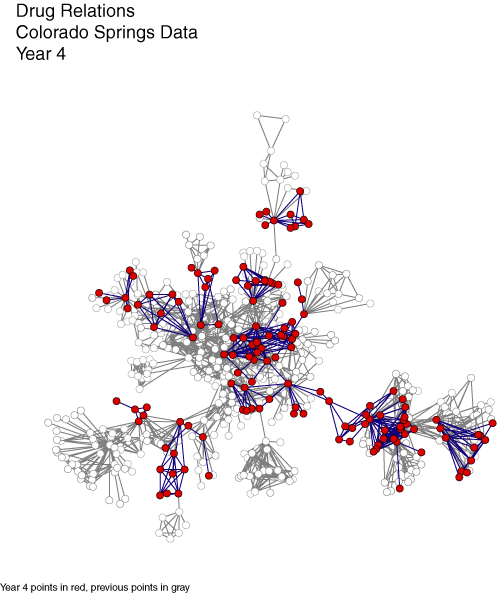 Drug Relations
Colorado Springs Data
Year 4
Year 4 points in red, previous points in gray